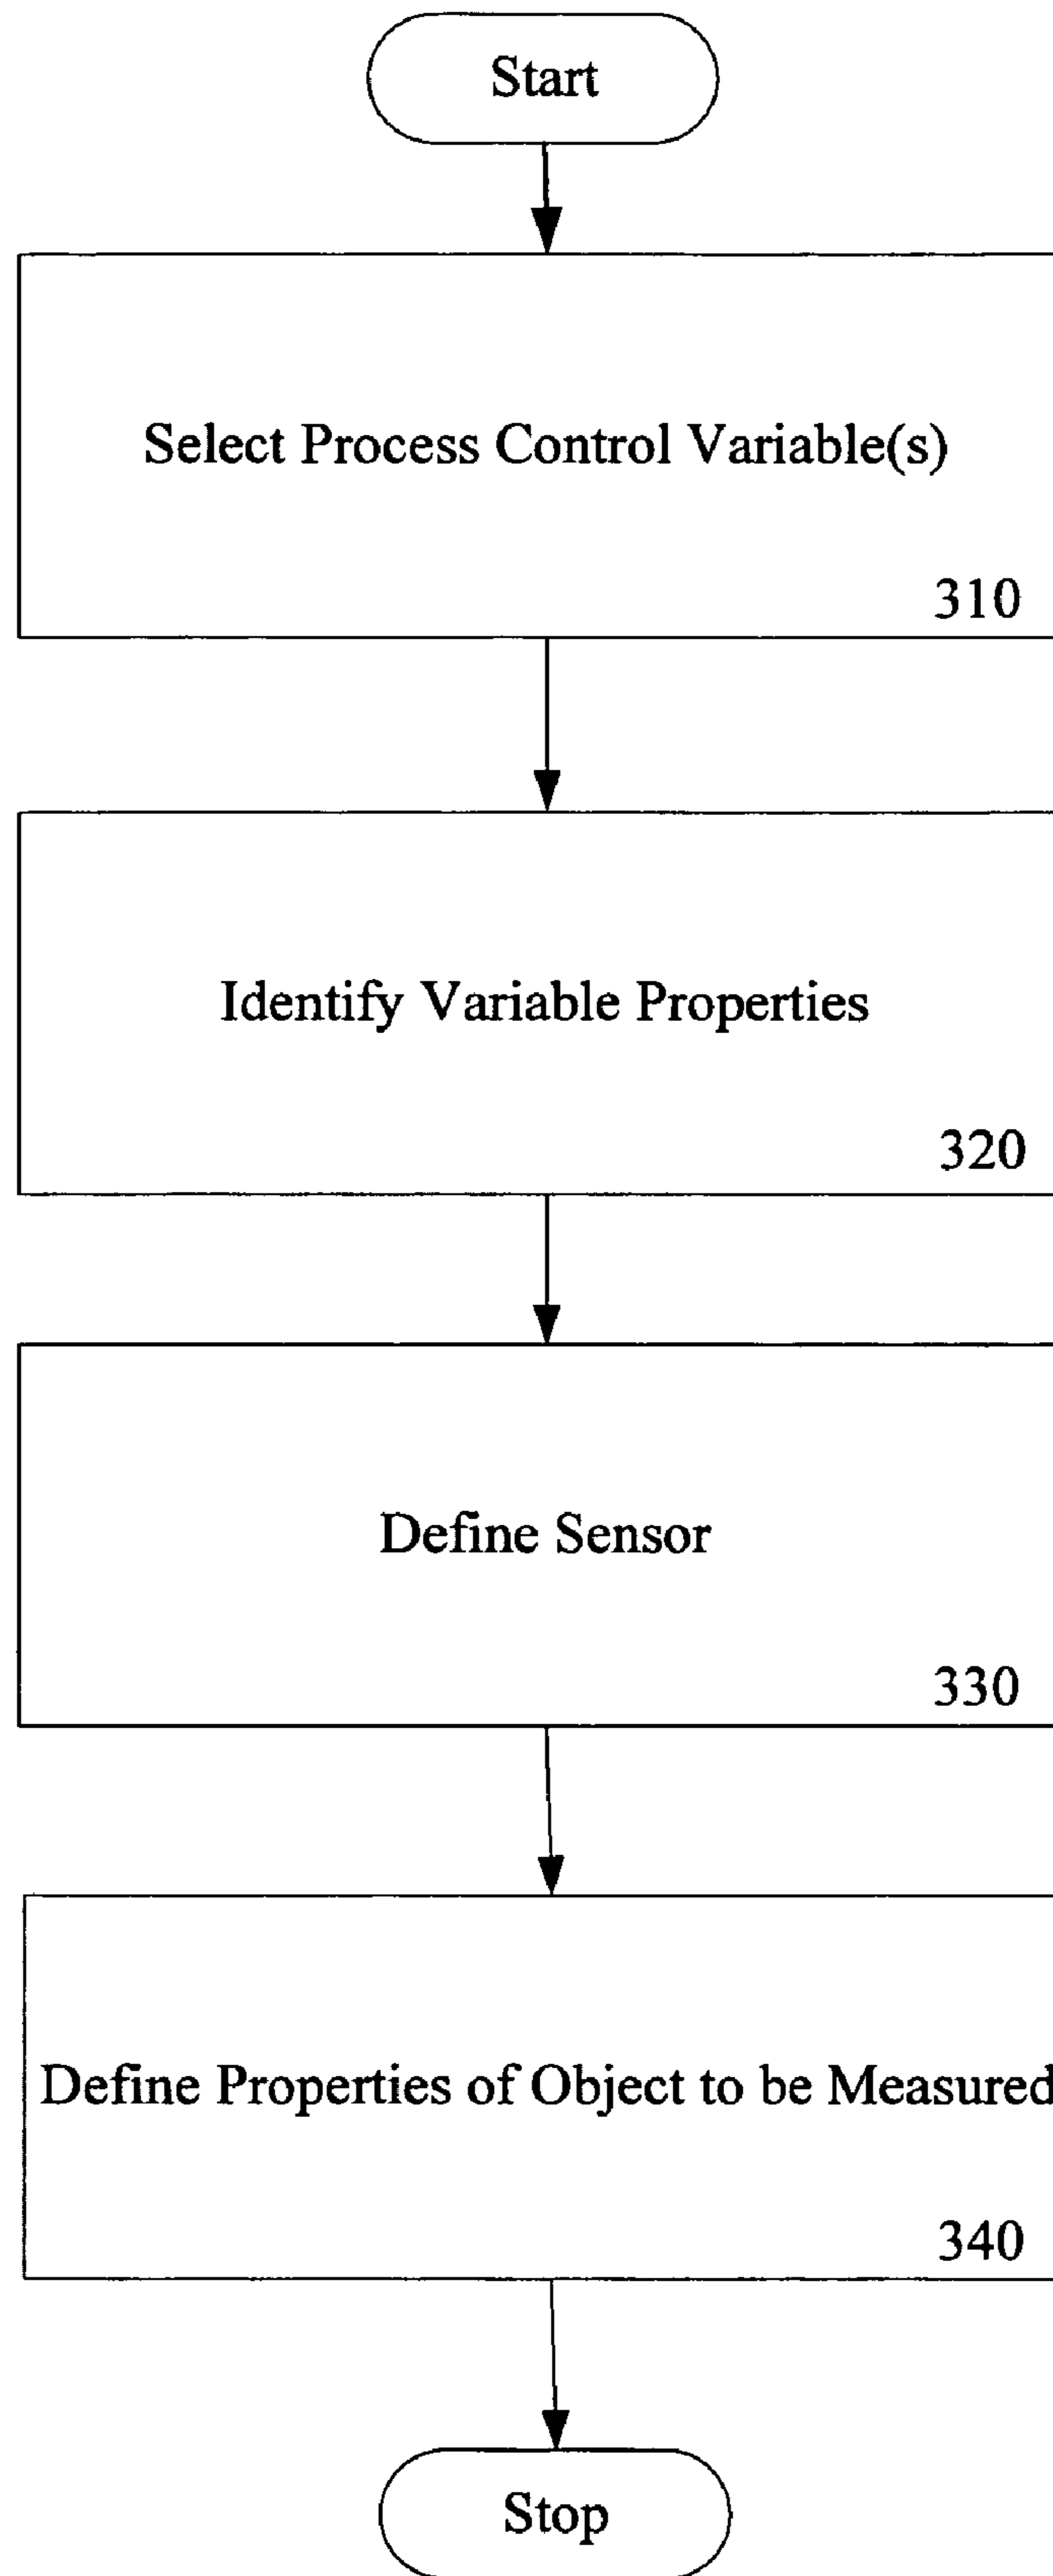 Start
Select Process Control Variable(s)
310
Identify Variable Properties
320
Define Sensor
330
Define Properties of Object to be Measured
340
Stop